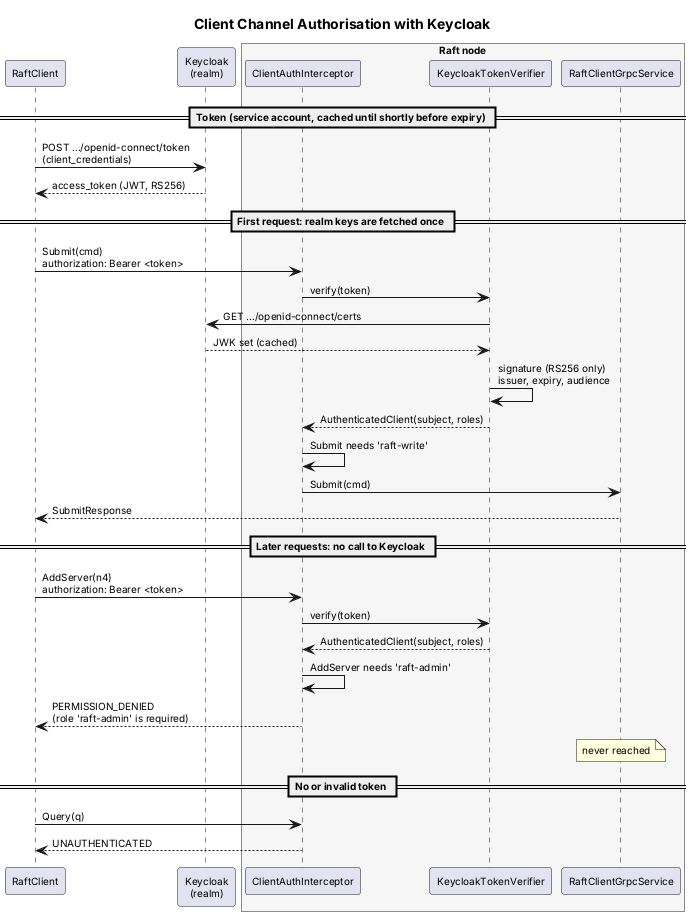 Client Channel Authorisation with Keycloak
Raft node
RaftClient
Keycloak
(realm)
ClientAuthInterceptor
KeycloakTokenVerifier
RaftClientGrpcService
Token (service account, cached until shortly before expiry)
POST .../openid-connect/token
(client_credentials)
access_token (JWT, RS256)
First request: realm keys are fetched once
Submit(cmd)
authorization: Bearer <token>
verify(token)
GET .../openid-connect/certs
JWK set (cached)
signature (RS256 only)
issuer, expiry, audience
AuthenticatedClient(subject, roles)
Submit needs 'raft-write'
Submit(cmd)
SubmitResponse
Later requests: no call to Keycloak
AddServer(n4)
authorization: Bearer <token>
verify(token)
AuthenticatedClient(subject, roles)
AddServer needs 'raft-admin'
PERMISSION_DENIED
(role 'raft-admin' is required)
never reached
No or invalid token
Query(q)
UNAUTHENTICATED
RaftClient
Keycloak
(realm)
ClientAuthInterceptor
KeycloakTokenVerifier
RaftClientGrpcService